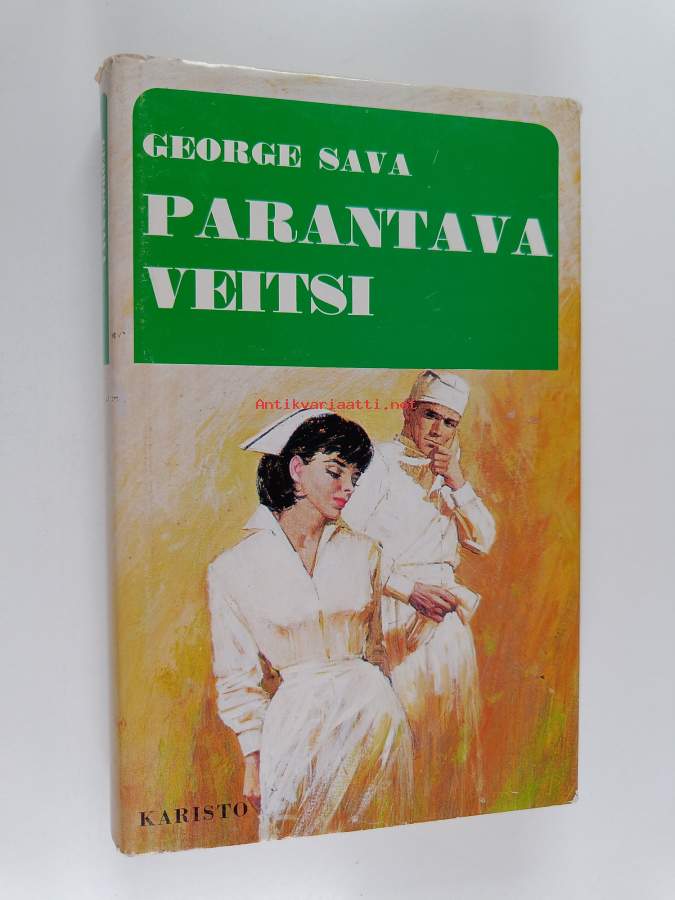 GEORGE SAVA
PARANTAVA
VEITSI
Antikvariaatti.net
KARISTO